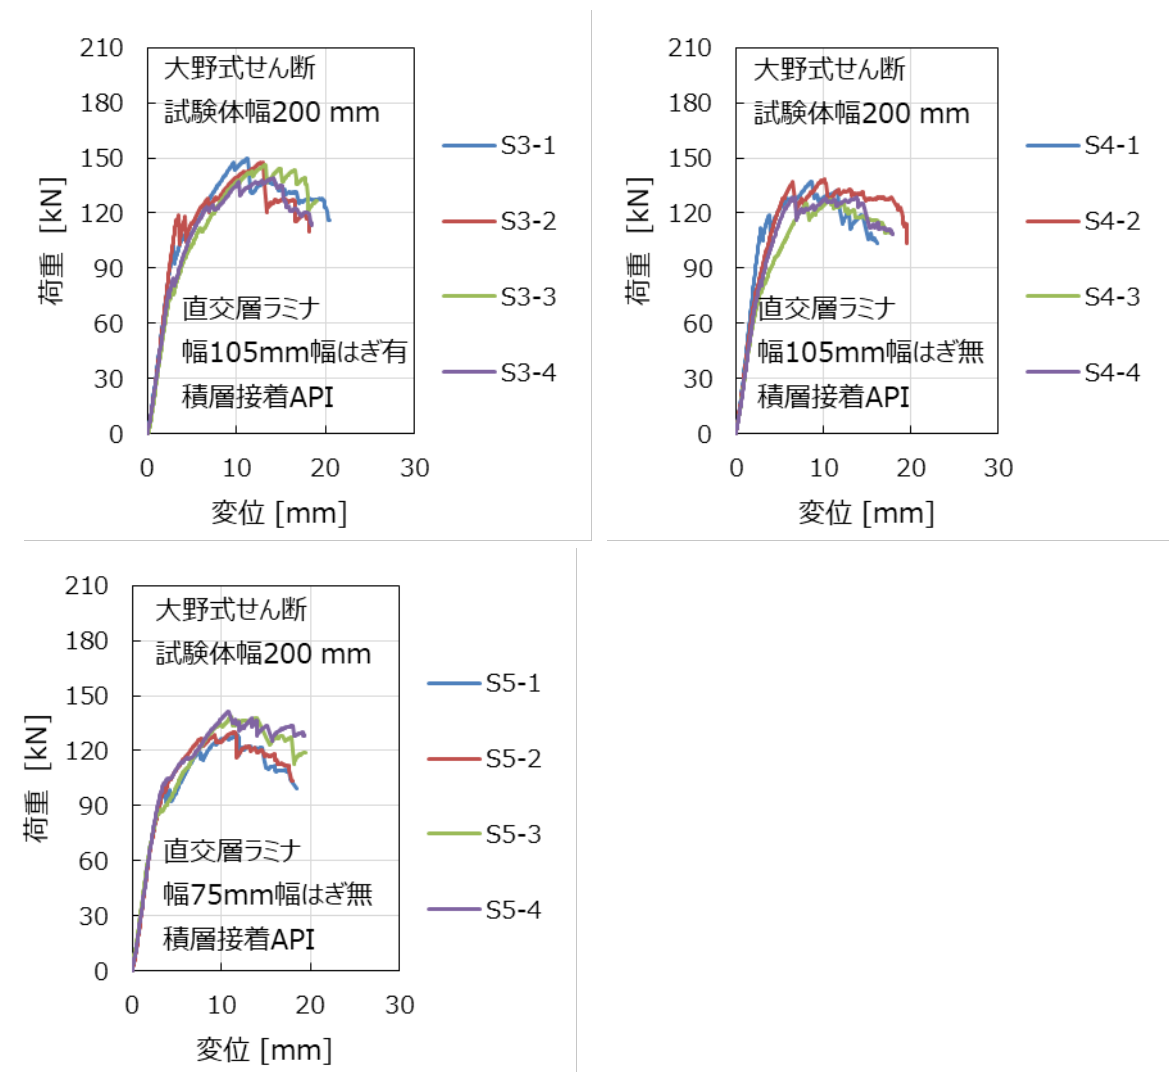 210
180
150
120
90
60
30
0
荷重 [kN]
大野式せん断
試験体幅200 mm
直交層ラミナ
幅105mm幅はぎ有
積層接着API
0 10 20 30
変位 [mm]
S3-1
S3-2
S3-3
S3-4
210
180
150
120
90
60
30
0
荷重 [kN]
大野式せん断
試験体幅200 mm
直交層ラミナ
幅105mm幅はぎ無
積層接着API
0 10 20 30
変位 [mm]
S4-1
S4-2
S4-3
S4-4
210
180
150
120
90
60
30
0
荷重 [kN]
大野式せん断
試験体幅200 mm
直交層ラミナ
幅75mm幅はぎ無
積層接着API
0 10 20 30
変位 [mm]
S5-1
S5-2
S5-3
S5-4